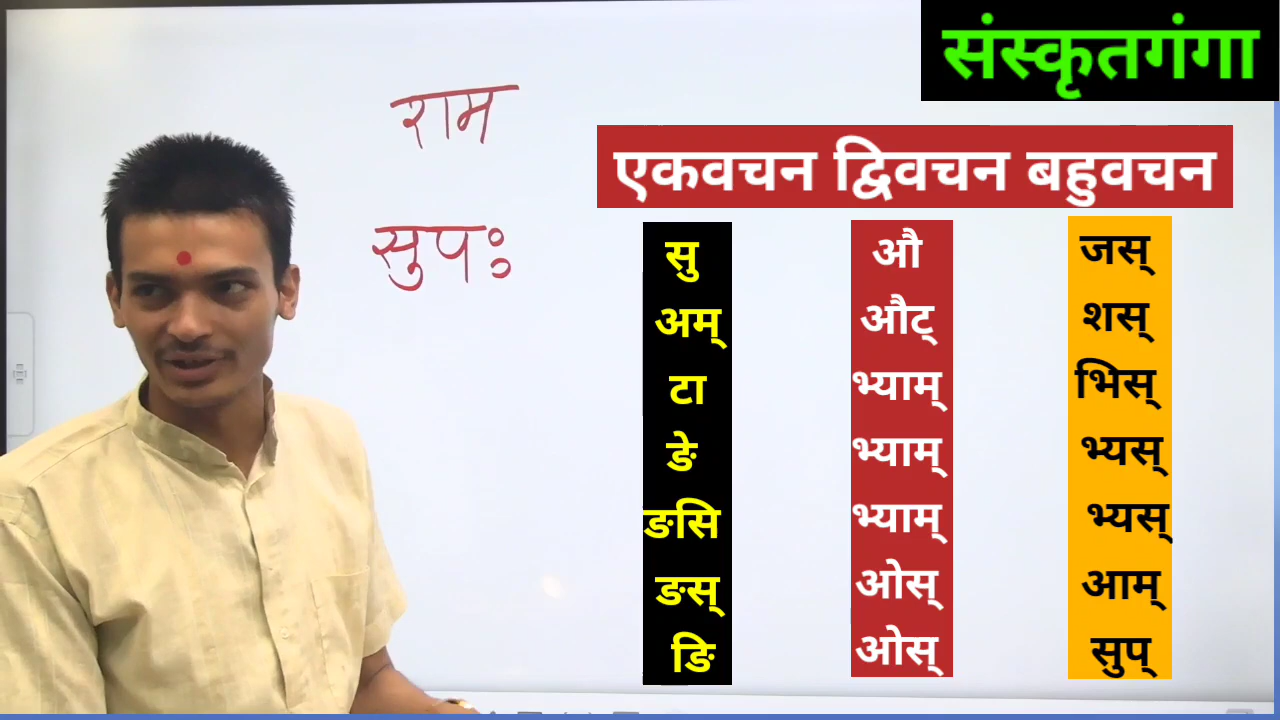 संस्कृतगंगा
राम
सुपः
एकवचन द्विवचन बहुवचन
सु औ जस्
अम् औट् शस्
टा भ्याम् भिस्
ङे भ्याम् भ्यस्
ङसि भ्याम् भ्यस्
ङस् ओस् आम्
ङि ओस् सुप्